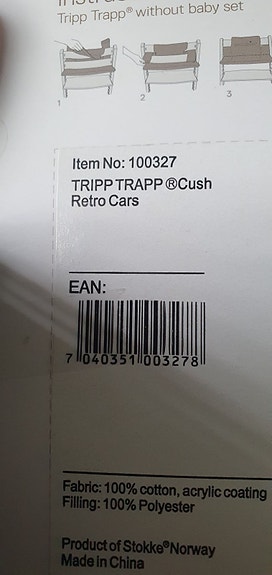 Tripp Trapp® without baby set
1 2 3
Item No: 100327
TRIPP TRAPP ®Cush
Retro Cars
EAN:
7 040351 003278
Fabric: 100% cotton, acrylic coating
Filling: 100% Polyester
Product of Stokke® Norway
Made in China